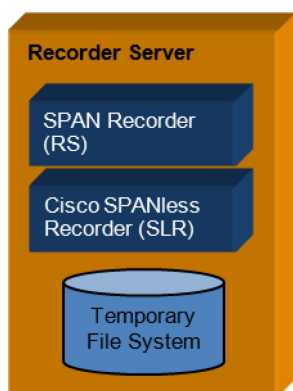 Recorder Server
SPAN Recorder
(RS)
Cisco SPANless
Recorder (SLR)
Temporary
File System